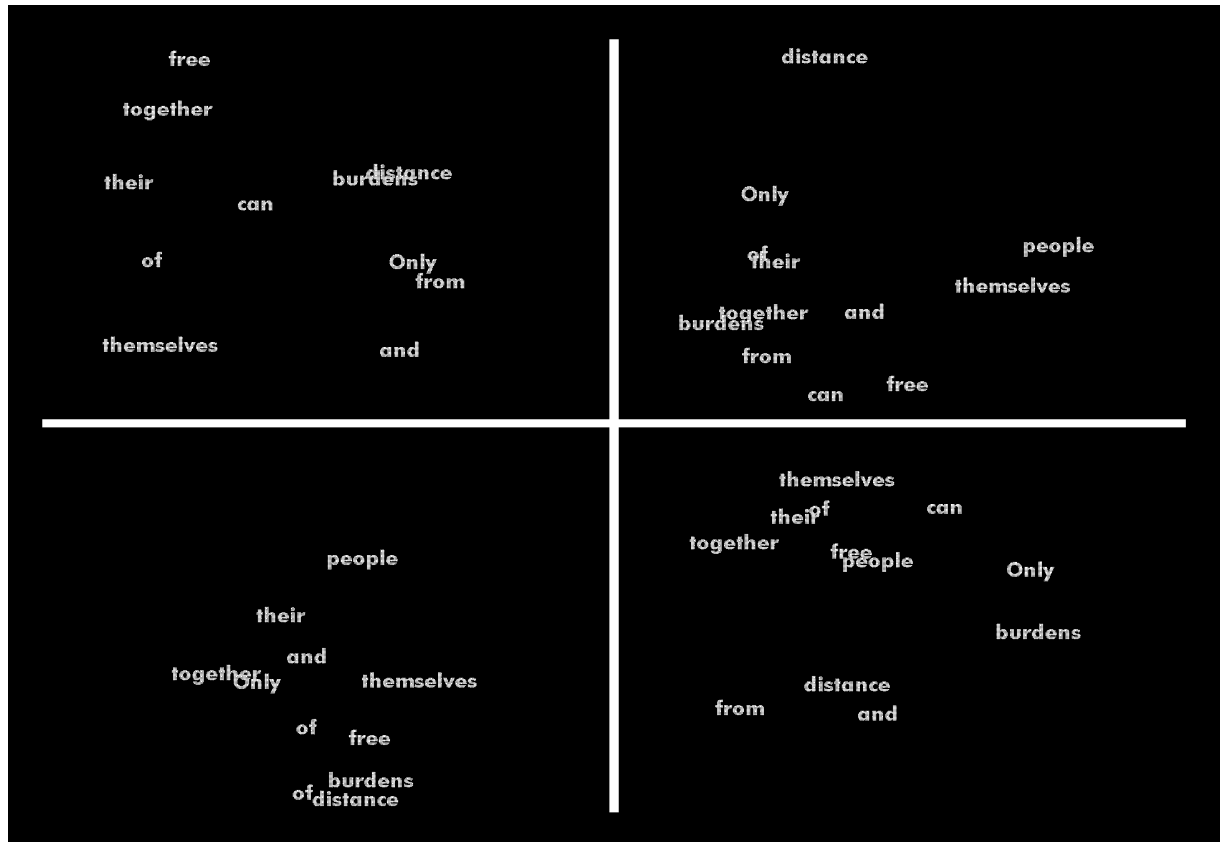 free
together
distance
burdens
their
can
of
Only
from
themselves
and
distance
Only
people
of
their
themselves
together
and
burdens
from
free
can
people
their
and
together
Only
themselves
of
free
burdens
of
distance
themselves
can
of
their
together
free
people
Only
burdens
distance
from
and